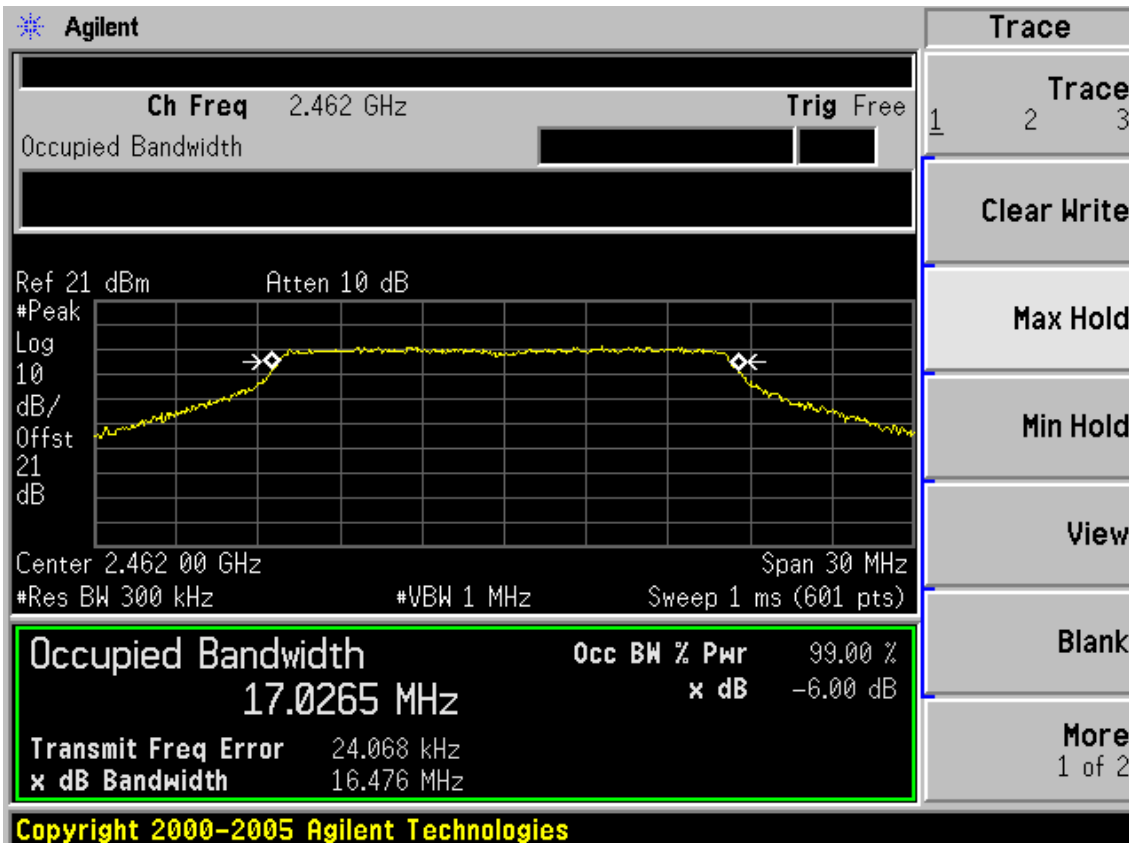 Agilent
Trace
Ch Freq 2.462 GHz Trig Free
Occupied Bandwidth
Trace
1 2 3
Clear Write
Max Hold
Min Hold
View
Blank
More
1 of 2
Ref 21 dBm Atten 10 dB
#Peak
Log
10
dB/
Offst
21
dB
Center 2.462 00 GHz Span 30 MHz
#Res BW 300 kHz #VBW 1 MHz Sweep 1 ms (601 pts)
Occupied Bandwidth Occ BW % Pwr 99.00 %
17.0265 MHz x dB -6.00 dB
Transmit Freq Error 24.068 kHz
x dB Bandwidth 16.476 MHz
Copyright 2000-2005 Agilent Technologies